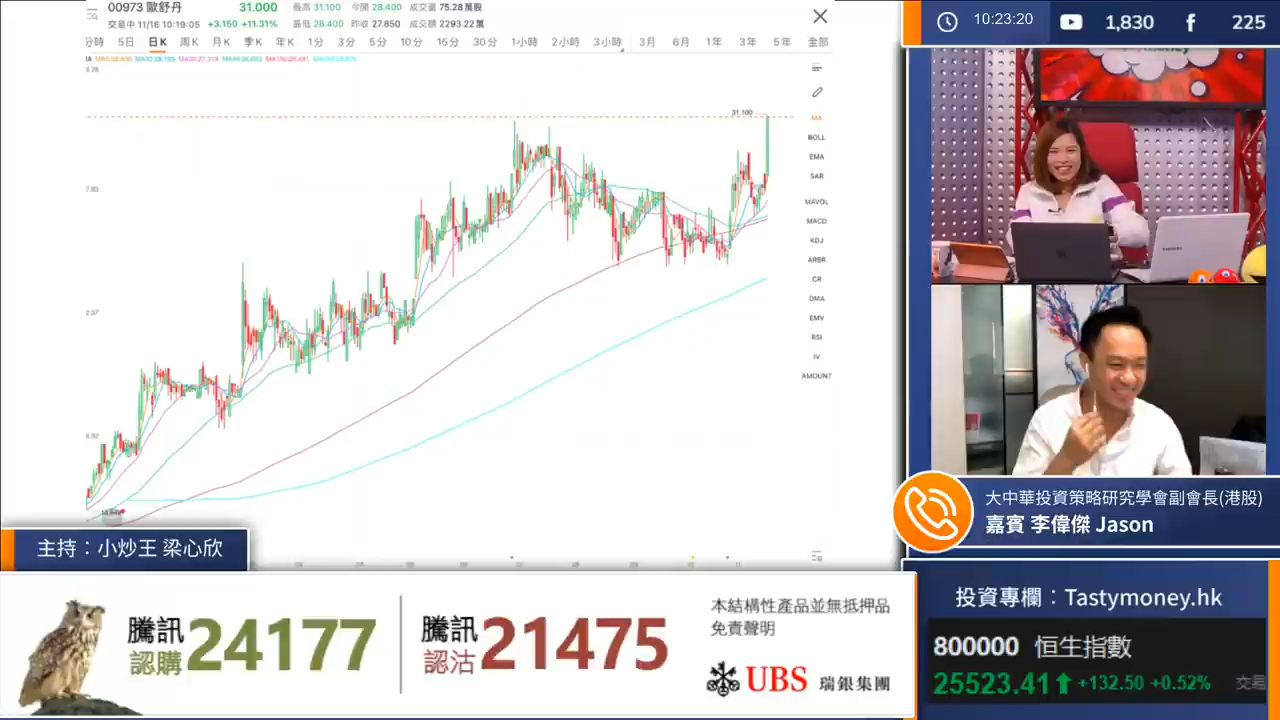 00973 歐舒丹 31.000 最高 31.100 今開 28.400 成交量 75.28萬股
交易中 11/16 10:19:05 +3.150 +11.31% 最低 28.400 昨收 27.850 成交額 2293.22萬
分時 5日 日K 周K 月K 季K 年K 1分 3分 5分 10分 15分 30分 1小時 2小時 3小時 3月 6月 1年 3年 5年 全部
31.100
MA
BOLL
EMA
SAR
MAVOL
MACD
KDJ
ARBR
CR
DMA
EMV
RSI
IV
AMOUNT
7.83
2.37
主持：小炒王 梁心欣
10:23:20 1,830 225
SAMSUNG
大中華投資策略研究學會副會長(港股)
嘉賓 李偉傑 Jason
騰訊
認購
24177
騰訊
認沽
21475
本結構性產品並無抵押品
免責聲明
UBS 瑞銀集團
投資專欄：Tastymoney.hk
800000 恒生指數
25523.41 +132.50 +0.52% 交易